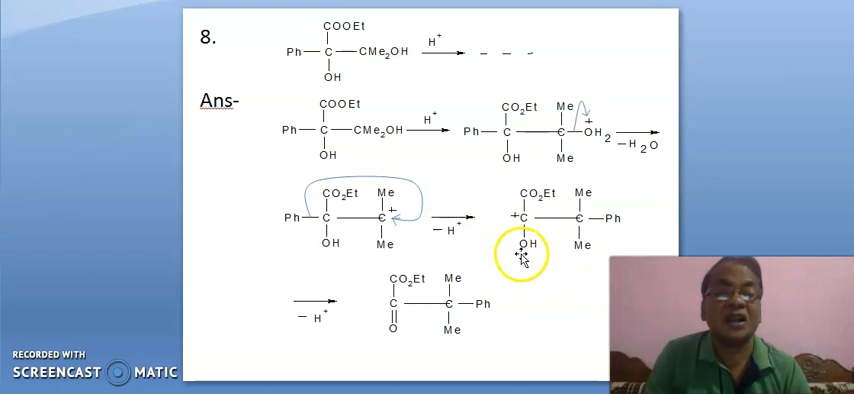 8.
COOEt
Ph—C—CMe2OH
H+
– – –
OH
Ans-
COOEt
Ph—C—CMe2OH
H+
OH
CO2Et Me
Ph—C—C—OH2
+
OH Me
–H2O
CO2Et Me
Ph—C—C
+
OH Me
– H+
CO2Et Me
+C—C—Ph
OH Me
– H+
CO2Et Me
C—C—Ph
O Me
RECORDED WITH
SCREENCAST MATIC